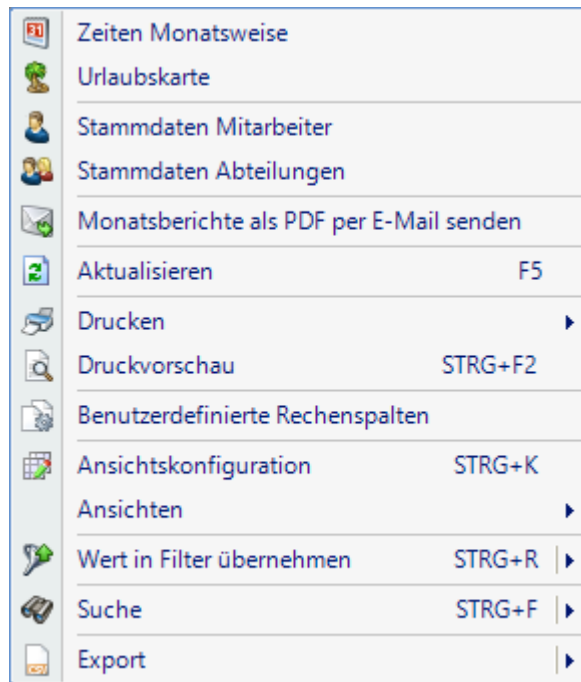 Zeiten Monatsweise
Urlaubskarte
Stammdaten Mitarbeiter
Stammdaten Abteilungen
Monatsberichte als PDF per E-Mail senden
Aktualisieren F5
Drucken
Druckvorschau STRG+F2
Benutzerdefinierte Rechenspalten
Ansichtskonfiguration STRG+K
Ansichten
Wert in Filter übernehmen STRG+R
Suche STRG+F
Export